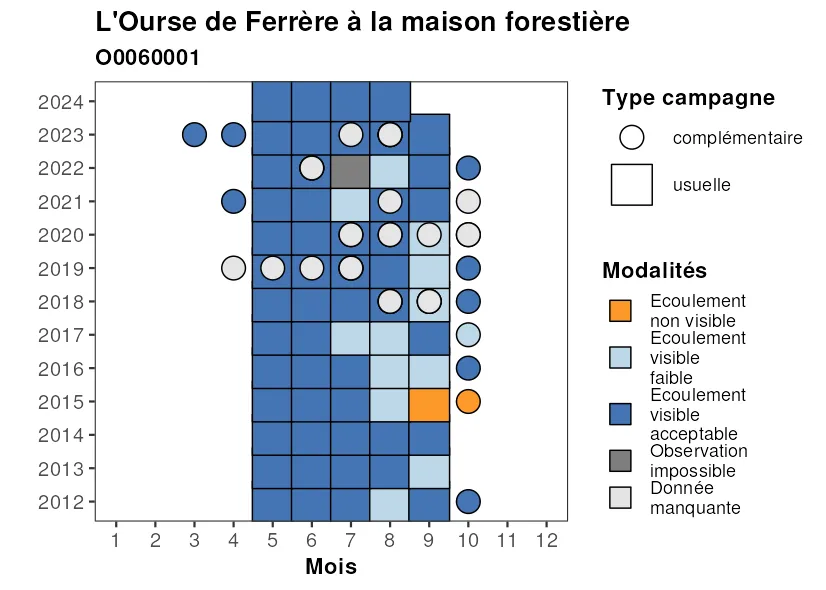 L'Ourse de Ferrère à la maison forestière
O0060001
2024
2023
2022
2021
2020
2019
2018
2017
2016
2015
2014
2013
2012
1 2 3 4 5 6 7 8 9 10 11 12
Mois
Type campagne
complémentaire
usuelle
Modalités
Ecoulement
non visible
Ecoulement
visible
faible
Ecoulement
visible
acceptable
Observation
impossible
Donnée
manquante